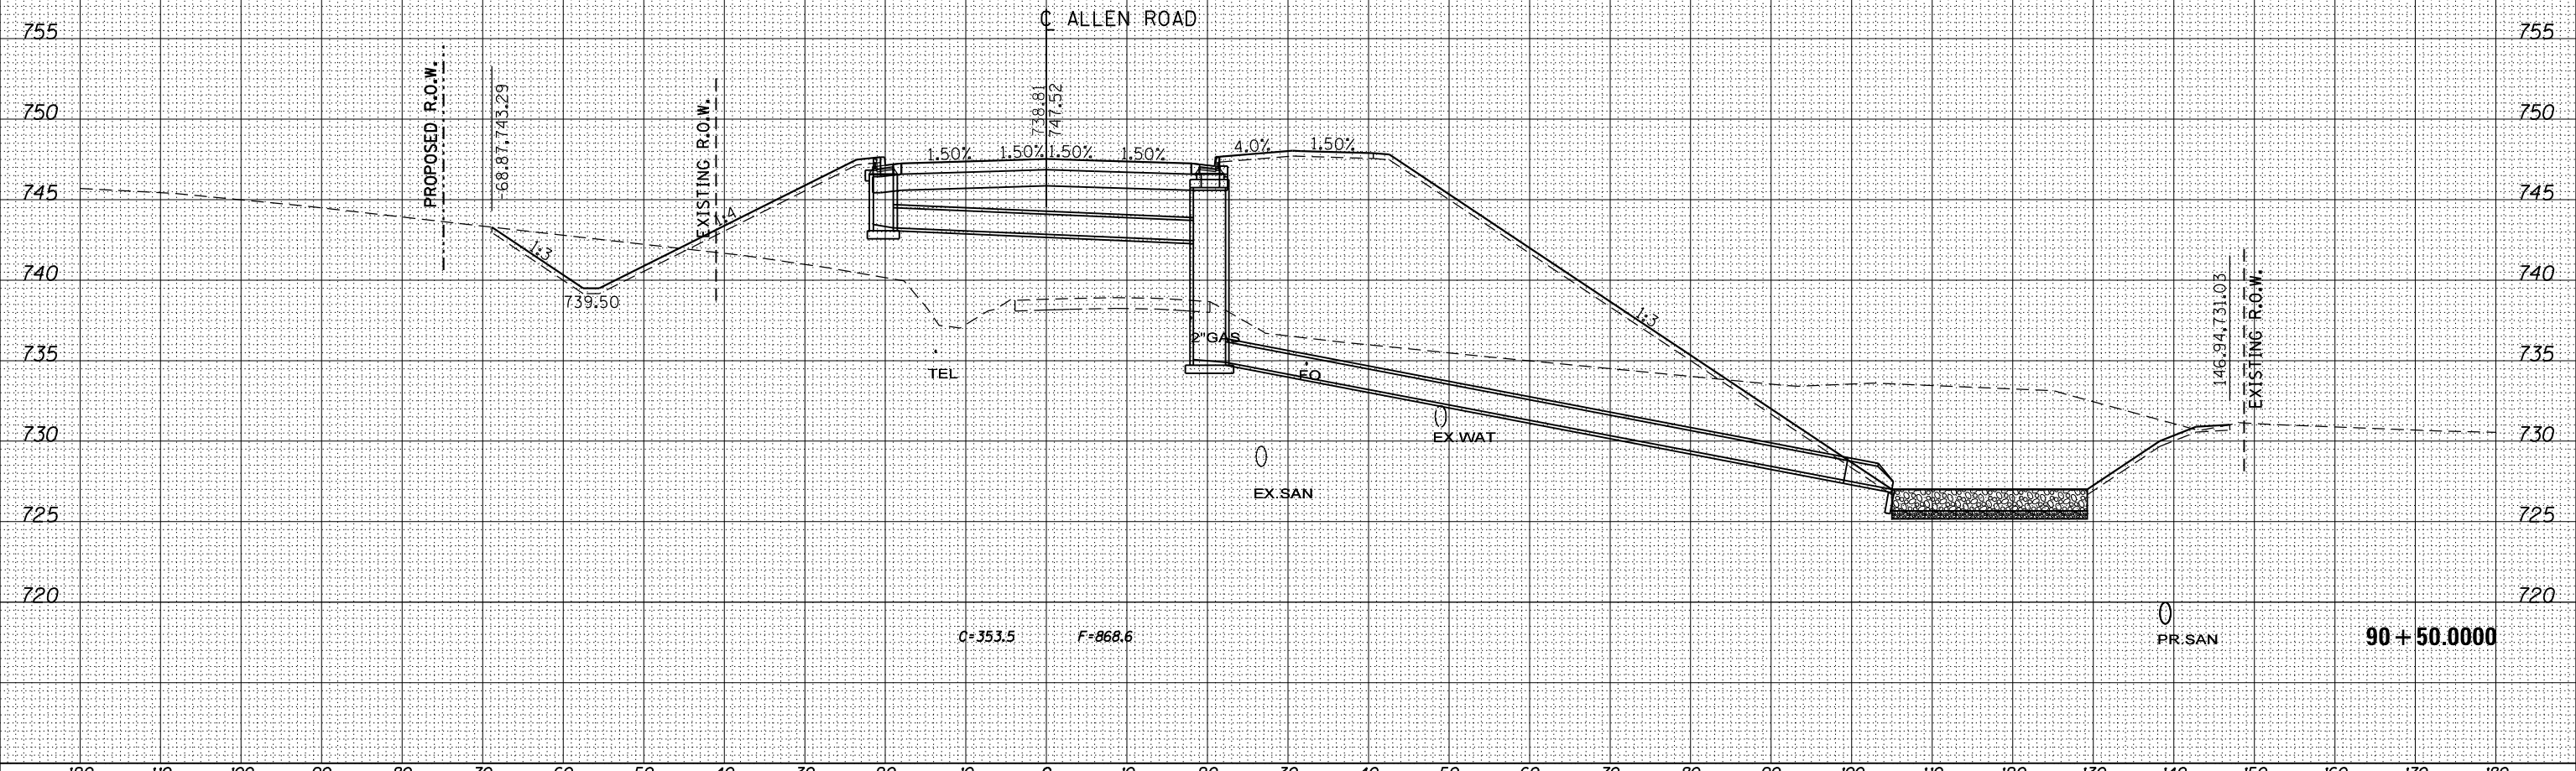 ℄ ALLEN ROAD
755
755
PROPOSED R.O.W.
-68.87,743.29
EXISTING R.O.W.
738.81
747.52
750
750
1.50%
1.50%
1.50%
1.50%
4.0%
1.50%
745
745
1:4
1:3
740
740
739.50
1:3
146.94,731.03
EXISTING R.O.W.
735
735
2"GAS
TEL
FO
730
730
EX.WAT
EX.SAN
725
725
720
720
C=353.5
F=868.6
PR.SAN
90+50.0000